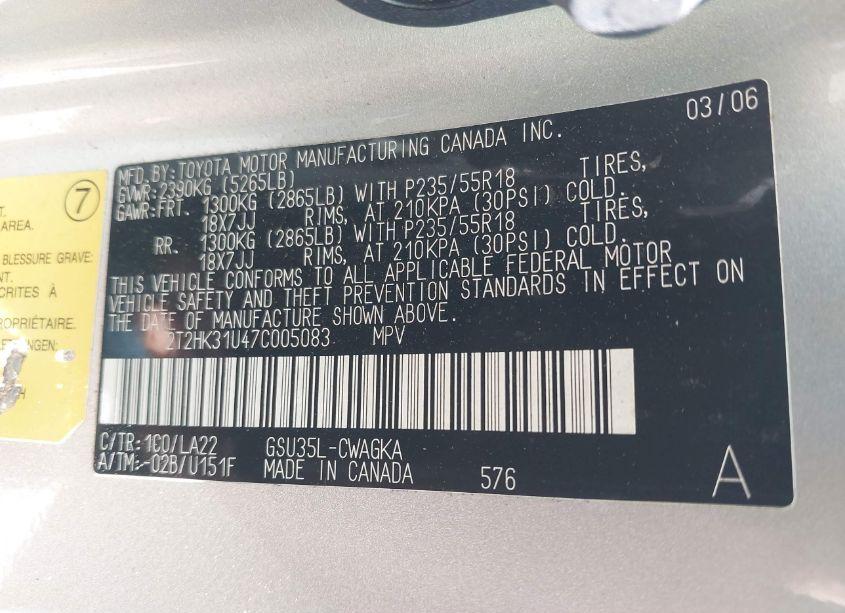 03/06
MFD.BY:TOYOTA MOTOR MANUFACTURING CANADA INC.
GVWR:2390KG (5265LB)
GAWR:FRT. 1300KG (2865LB) WITH P235/55R18 TIRES,
18X7JJ RIMS, AT 210KPA (30PSI) COLD.
RR. 1300KG (2865LB) WITH P235/55R18 TIRES,
18X7JJ RIMS, AT 210KPA (30PSI) COLD.
THIS VEHICLE CONFORMS TO ALL APPLICABLE FEDERAL MOTOR
VEHICLE SAFETY AND THEFT PREVENTION STANDARDS IN EFFECT ON
THE DATE OF MANUFACTURE SHOWN ABOVE.
2T2HK31U47C005083 MPV
C/TR:1C0/LA22 GSU35L-CWAGKA
A/TM:-02B/U151F MADE IN CANADA 576 A
7
AREA.
BLESSURE GRAVE:
CRITES À